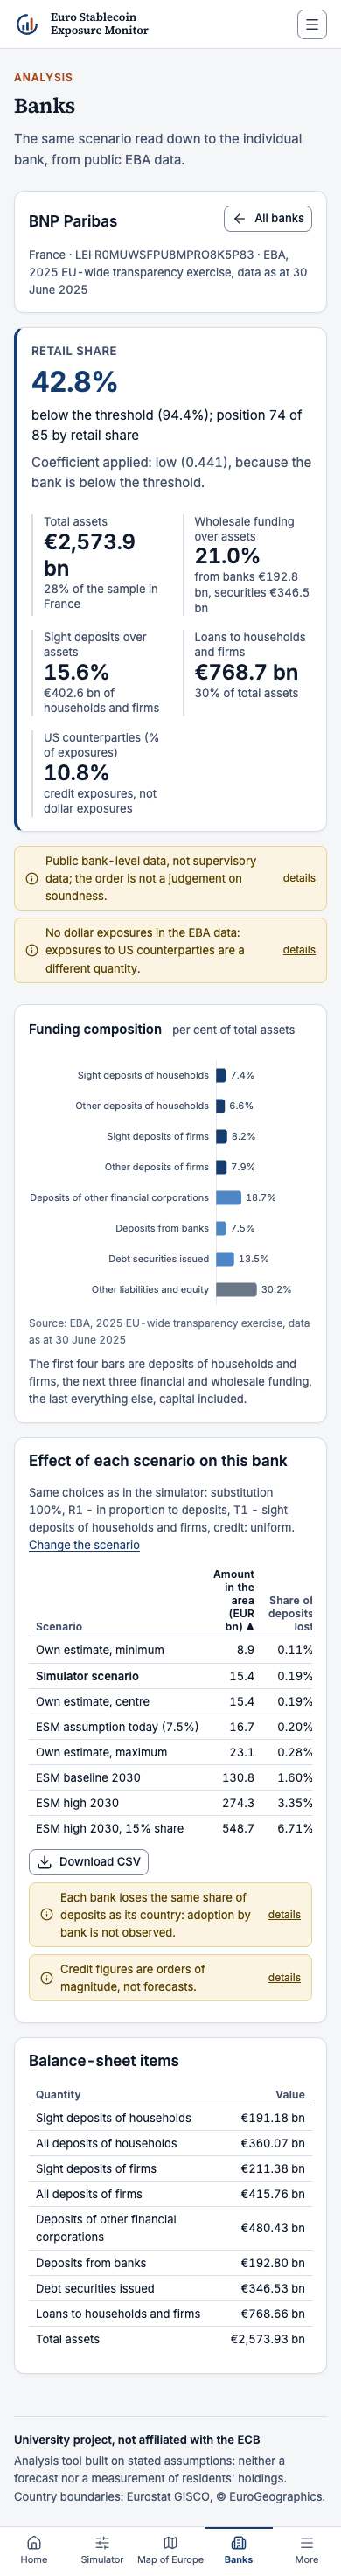 Euro Stablecoin
Exposure Monitor
ANALYSIS
Banks
The same scenario read down to the individual
bank, from public EBA data.
BNP Paribas
All banks
France · LEI R0MUWSFPU8MPRO8K5P83 · EBA,
2025 EU-wide transparency exercise, data as at 30
June 2025
RETAIL SHARE
42.8%
below the threshold (94.4%); position 74 of
85 by retail share
Coefficient applied: low (0.441), because the
bank is below the threshold.
Total assets
€2,573.9
bn
28% of the sample in
France
Wholesale funding
over assets
21.0%
from banks €192.8
bn, securities €346.5
bn
Sight deposits over
assets
15.6%
€402.6 bn of
households and firms
Loans to households
and firms
€768.7 bn
30% of total assets
US counterparties (%
of exposures)
10.8%
credit exposures, not
dollar exposures
Public bank-level data, not supervisory
data; the order is not a judgement on
soundness.
details
No dollar exposures in the EBA data:
exposures to US counterparties are a
different quantity.
details
Funding composition per cent of total assets
Sight deposits of households 7.4%
Other deposits of households 6.6%
Sight deposits of firms 8.2%
Other deposits of firms 7.9%
Deposits of other financial corporations 18.7%
Deposits from banks 7.5%
Debt securities issued 13.5%
Other liabilities and equity 30.2%
Source: EBA, 2025 EU-wide transparency exercise, data
as at 30 June 2025
The first four bars are deposits of households and
firms, the next three financial and wholesale funding,
the last everything else, capital included.
Effect of each scenario on this bank
Same choices as in the simulator: substitution
100%, R1 - in proportion to deposits, T1 - sight
deposits of households and firms, credit: uniform.
Change the scenario
Scenario
Amount
in the
area
(EUR
bn) ▲
Share of
deposits
lost
Own estimate, minimum 8.9 0.11%
Simulator scenario 15.4 0.19%
Own estimate, centre 15.4 0.19%
ESM assumption today (7.5%) 16.7 0.20%
Own estimate, maximum 23.1 0.28%
ESM baseline 2030 130.8 1.60%
ESM high 2030 274.3 3.35%
ESM high 2030, 15% share 548.7 6.71%
Download CSV
Each bank loses the same share of
deposits as its country: adoption by
bank is not observed.
details
Credit figures are orders of
magnitude, not forecasts.
details
Balance-sheet items
Quantity Value
Sight deposits of households €191.18 bn
All deposits of households €360.07 bn
Sight deposits of firms €211.38 bn
All deposits of firms €415.76 bn
Deposits of other financial
corporations €480.43 bn
Deposits from banks €192.80 bn
Debt securities issued €346.53 bn
Loans to households and firms €768.66 bn
Total assets €2,573.93 bn
University project, not affiliated with the ECB
Analysis tool built on stated assumptions: neither a
forecast nor a measurement of residents' holdings.
Country boundaries: Eurostat GISCO, © EuroGeographics.
Home Simulator Map of Europe Banks More